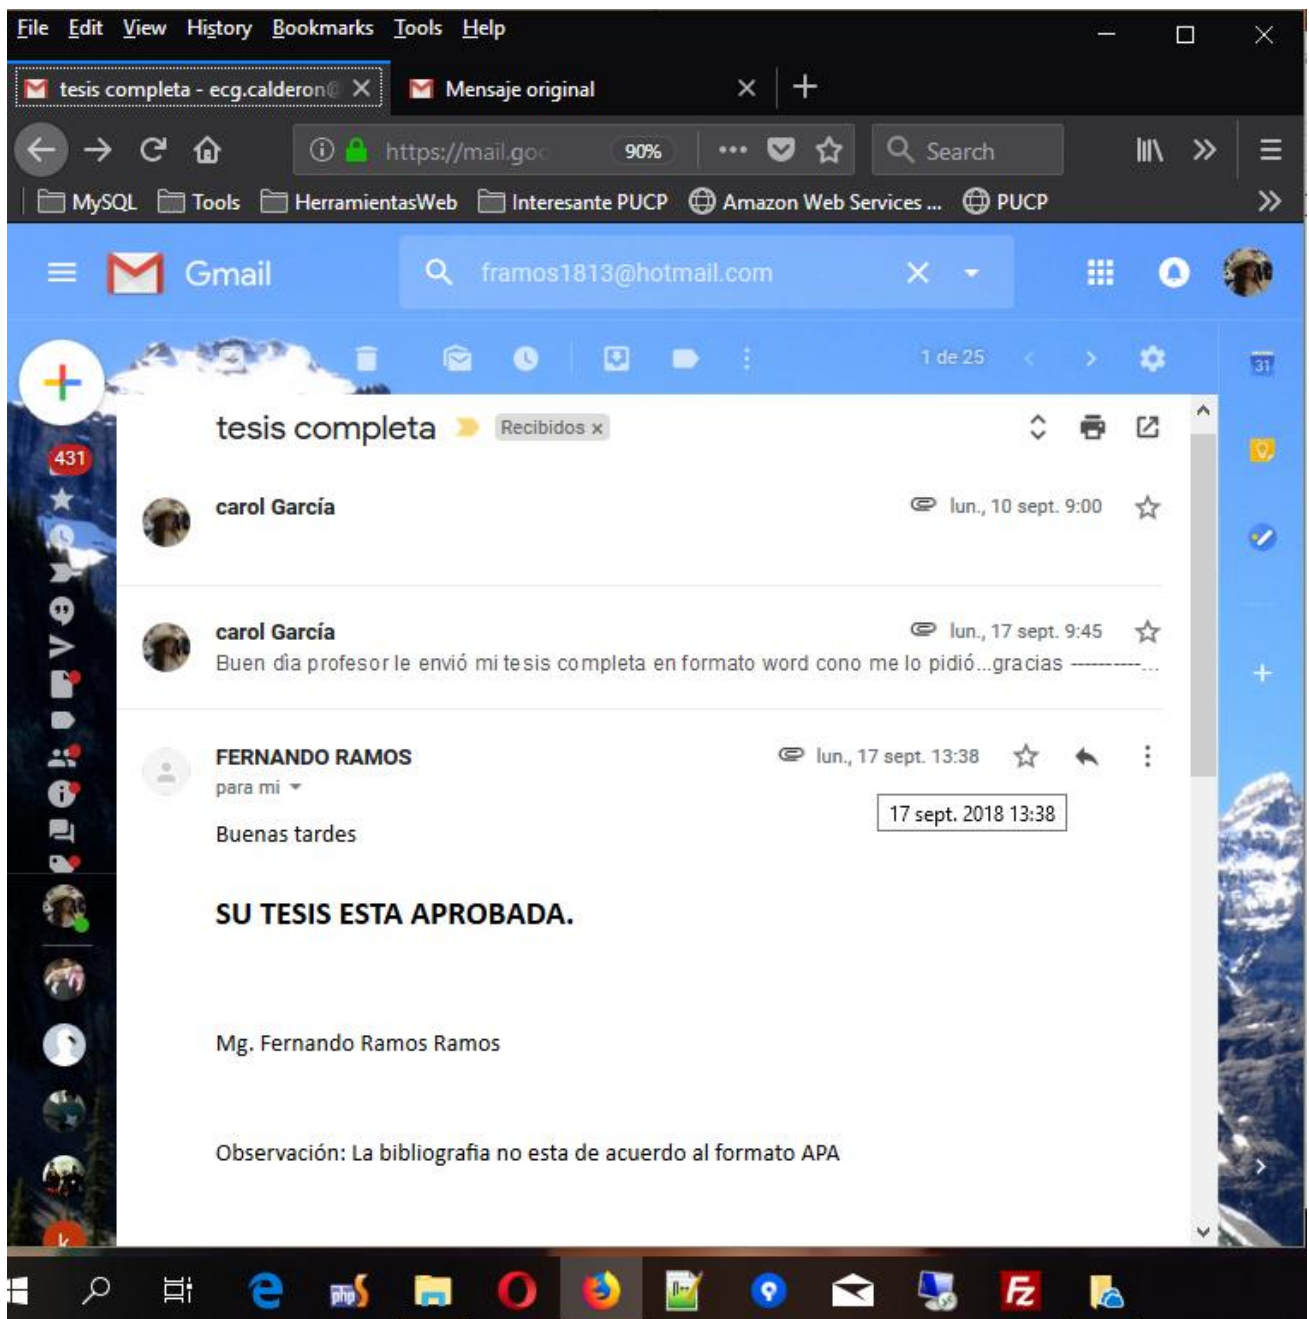 File Edit View History Bookmarks Tools Help
tesis completa - ecg.calderon@ Mensaje original
https://mail.goo 90% Search
MySQL Tools HerramientasWeb Interesante PUCP Amazon Web Services ... PUCP
Gmail framos1813@hotmail.com
1 de 25
31
tesis completa Recibidos x
431
carol García lun., 10 sept. 9:00
carol García lun., 17 sept. 9:45
Buen dìa profesor le envió mi tesis completa en formato word cono me lo pidió...gracias ----------...
FERNANDO RAMOS lun., 17 sept. 13:38
para mi
17 sept. 2018 13:38
Buenas tardes
SU TESIS ESTA APROBADA.
Mg. Fernando Ramos Ramos
Observación: La bibliografia no esta de acuerdo al formato APA
k
php